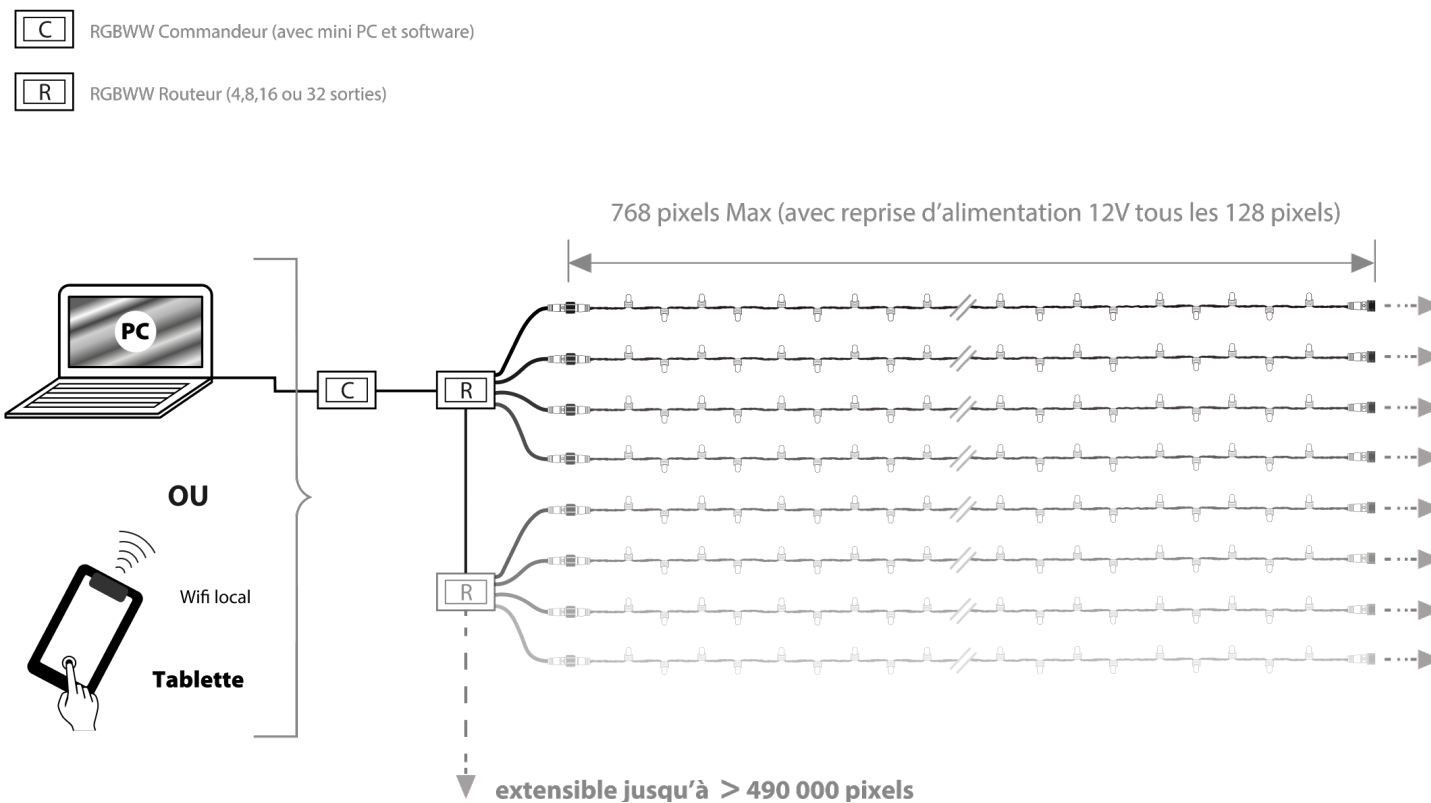 C RGBWW Commandeur (avec mini PC et software)
R RGBWW Routeur (4,8,16 ou 32 sorties)
768 pixels Max (avec reprise d’alimentation 12V tous les 128 pixels)
PC
C
R
OU
R
Wifi local
Tablette
extensible jusqu’à > 490 000 pixels